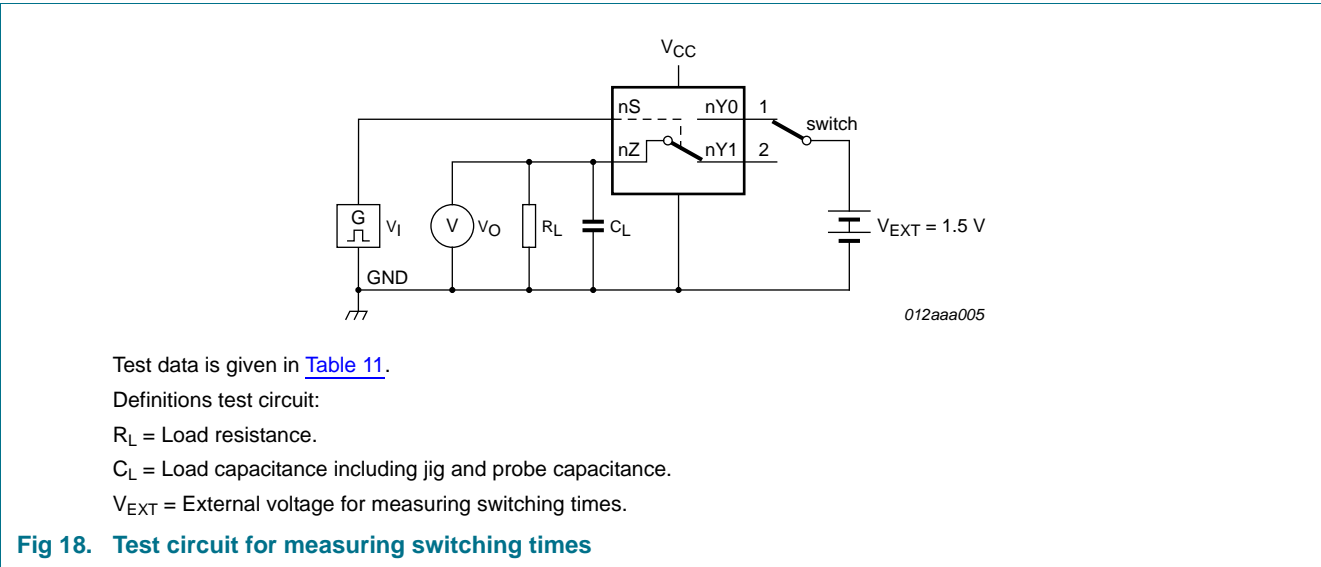 VCC
nS nY0 1
switch
nZ nY1 2
G VI V VO RL CL VEXT = 1.5 V
GND
012aaa005
Test data is given in Table 11.
Definitions test circuit:
RL = Load resistance.
CL = Load capacitance including jig and probe capacitance.
VEXT = External voltage for measuring switching times.
Fig 18. Test circuit for measuring switching times